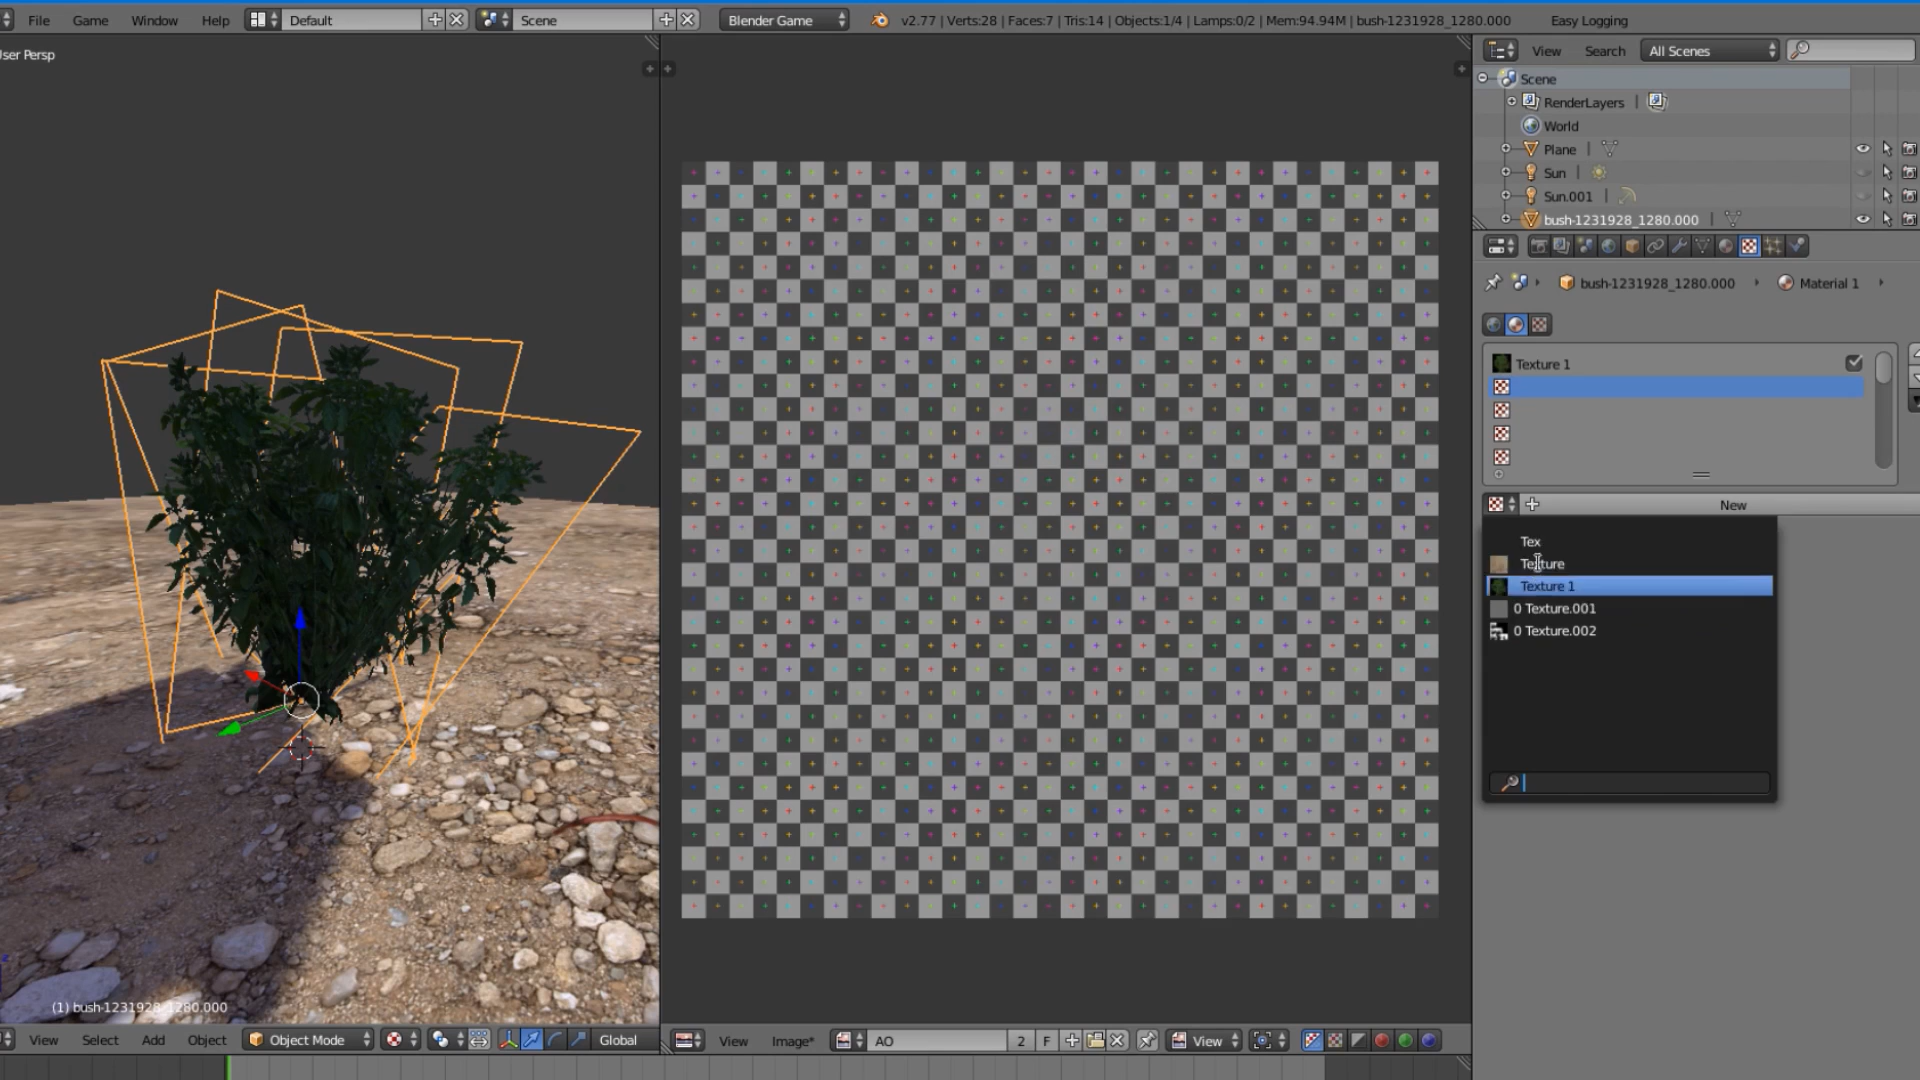 File Game Window Help Default Scene Blender Game v2.77 | Verts:28 | Faces:7 | Tris:14 | Objects:1/4 | Lamps:0/2 | Mem:94.94M | bush-1231928_1280.000 Easy Logging
User Persp
View Search All Scenes
Scene
RenderLayers
World
Plane
Sun
Sun.001
bush-1231928_1280.000
bush-1231928_1280.000 Material 1
Texture 1
New
Tex
Texture
Texture 1
0 Texture.001
0 Texture.002
(1) bush-1231928_1280.000
View Select Add Object Object Mode Global
View Image* AO 2 F View